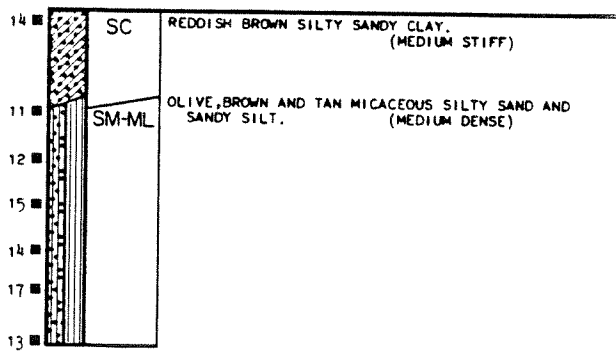 14 SC REDDISH BROWN SILTY SANDY CLAY.
(MEDIUM STIFF)
11 OLIVE,BROWN AND TAN MICACEOUS SILTY SAND AND
SM-ML SANDY SILT. (MEDIUM DENSE)
12
15
14
17
13